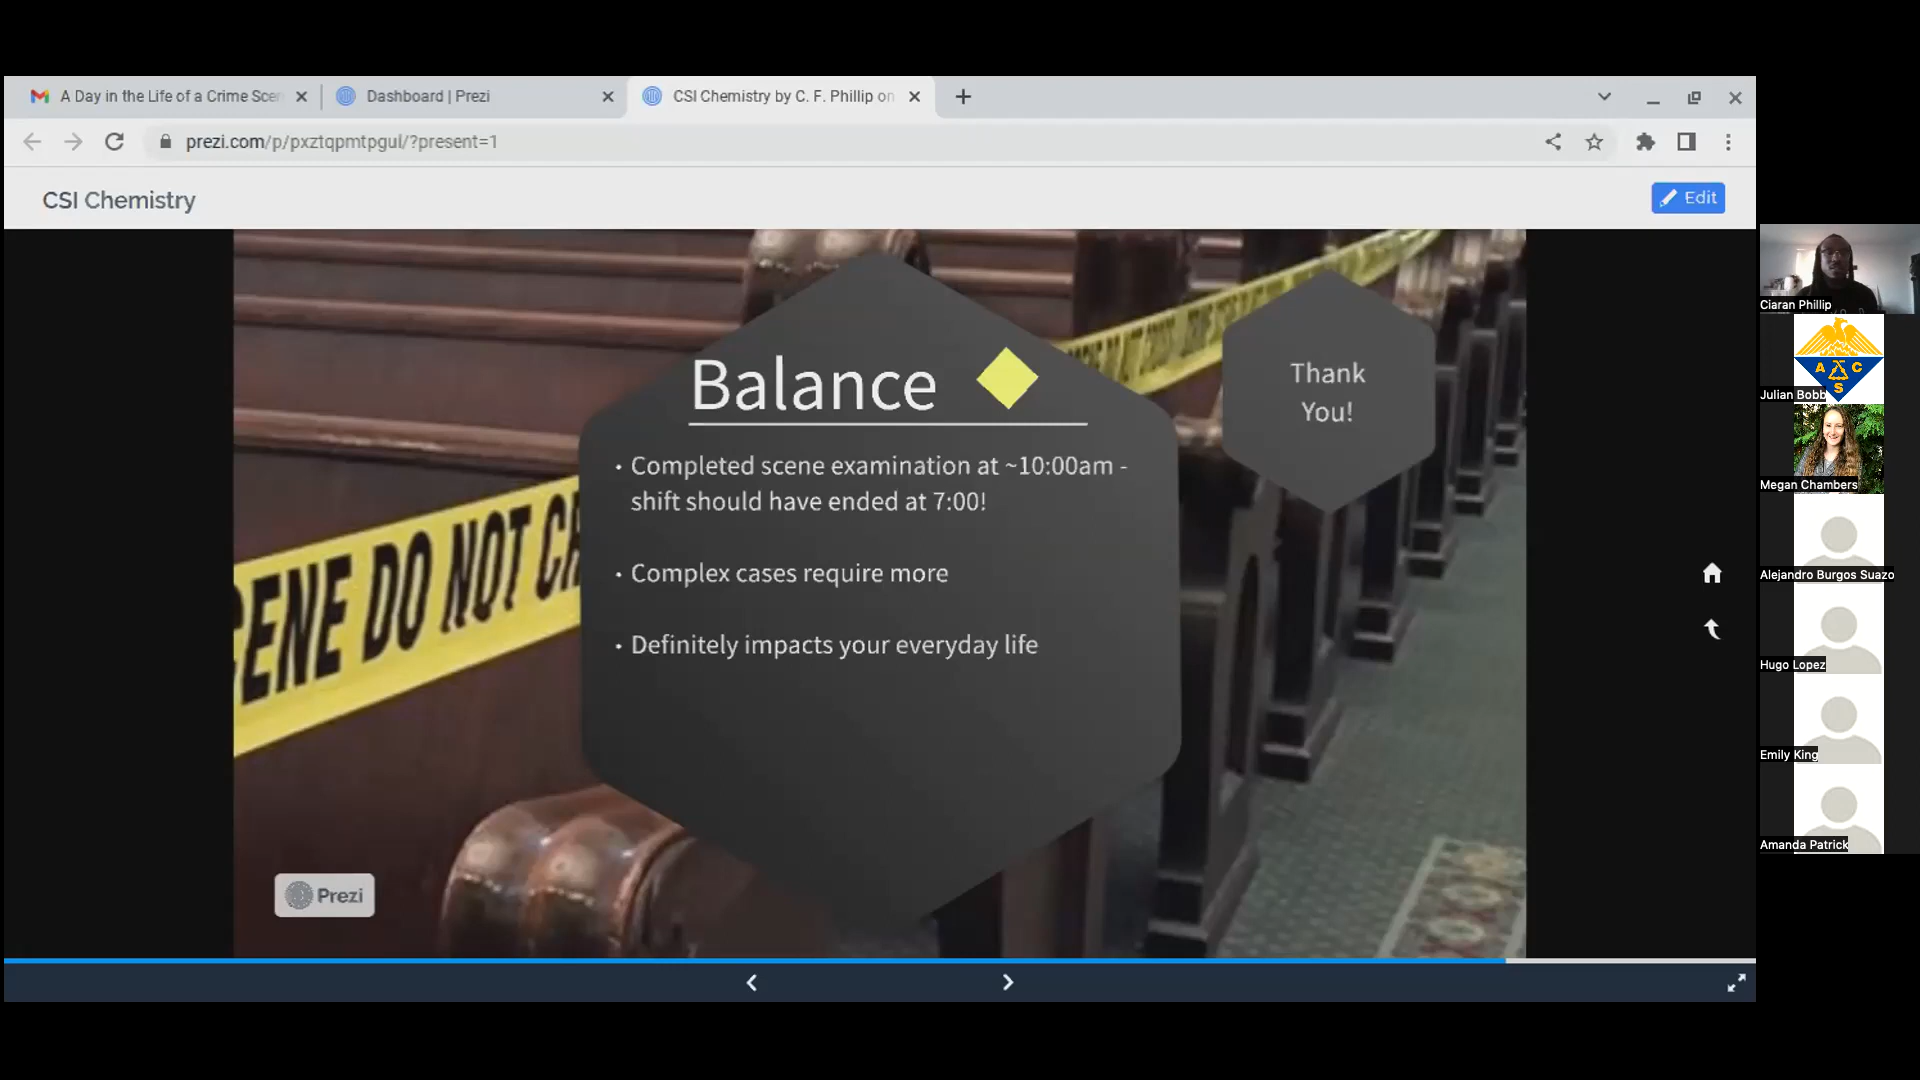 A Day in the Life of a Crime Scen
Dashboard | Prezi
CSI Chemistry by C. F. Phillip on
prezi.com/p/pxztqpmtpgul/?present=1
CSI Chemistry
Edit
Balance
• Completed scene examination at ~10:00am -
shift should have ended at 7:00!
• Complex cases require more
• Definitely impacts your everyday life
Thank
You!
CENE DO NOT CR
Prezi
Ciaran Phillip
A C
S
Julian Bobb
Megan Chambers
Alejandro Burgos Suazo
Hugo Lopez
Emily King
Amanda Patrick